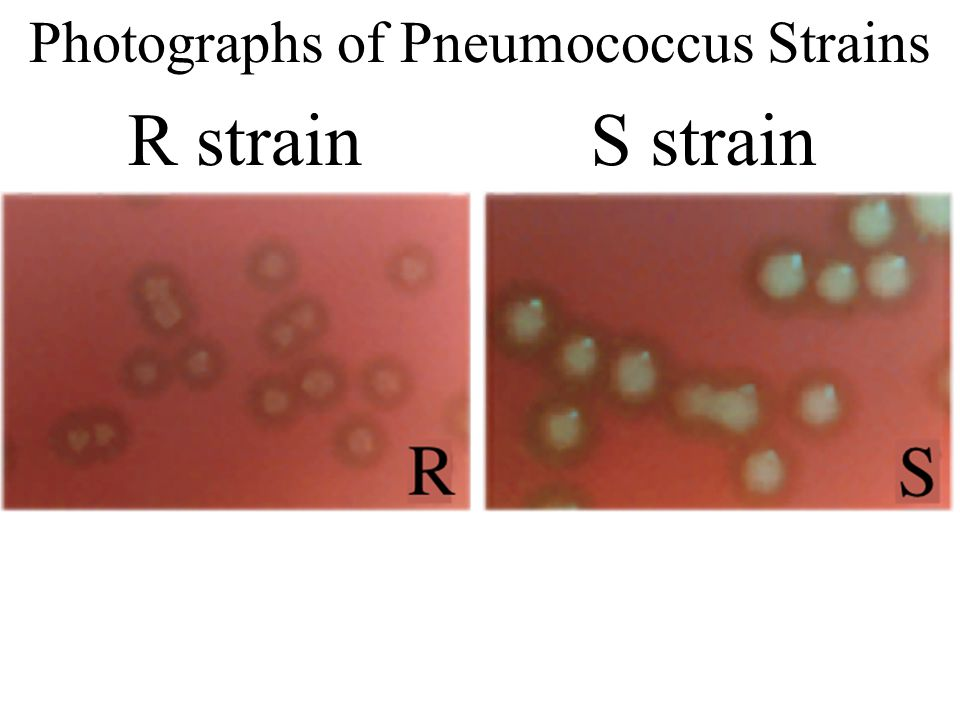 Photographs of Pneumococcus Strains
R strain
S strain
R
S